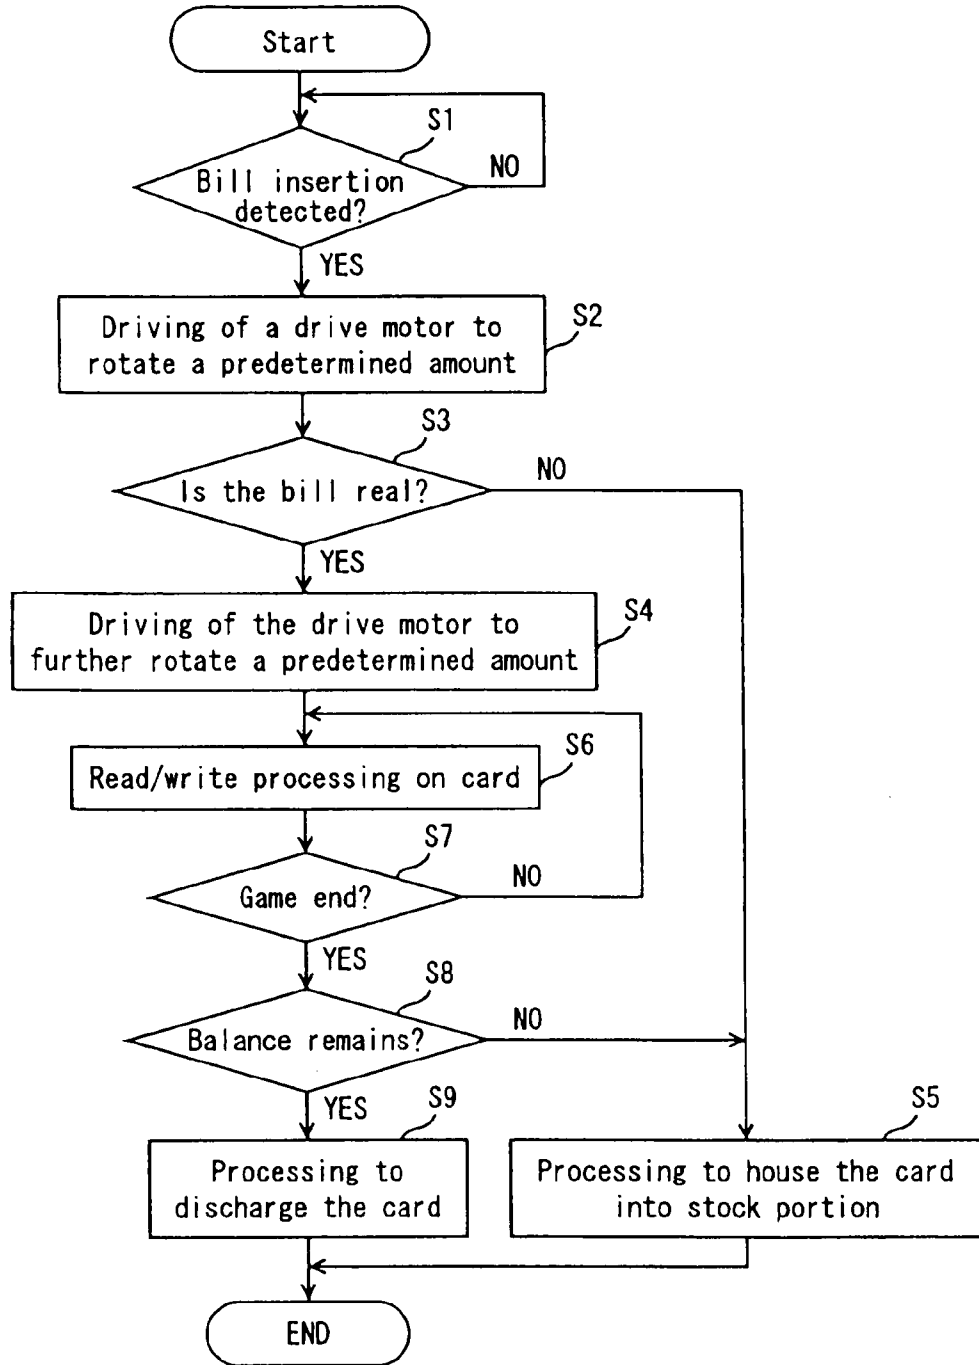 Start
S1
NO
Bill insertion
detected?
YES
Driving of a drive motor to
rotate a predetermined amount
S2
S3
NO
Is the bill real?
YES
Driving of the drive motor to
further rotate a predetermined amount
S4
Read/write processing on card
S6
S7
Game end?
NO
YES
S8
Balance remains?
NO
YES
S9
S5
Processing to
discharge the card
Processing to house the card
into stock portion
END